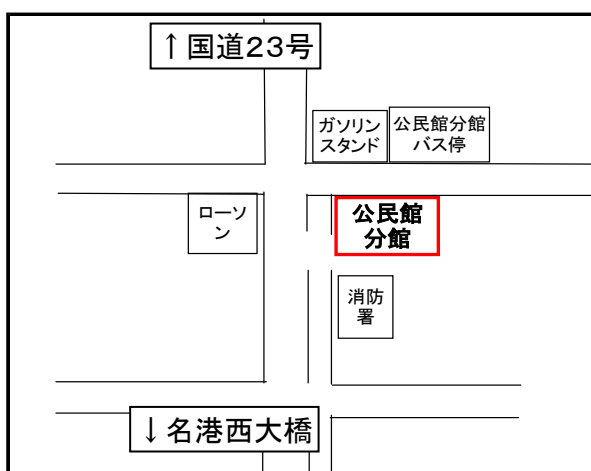 ↑国道23号
ガソリン
スタンド
公民館分館
バス停
ローソ
ン
公民館
分館
消防
署
↓名港西大橋